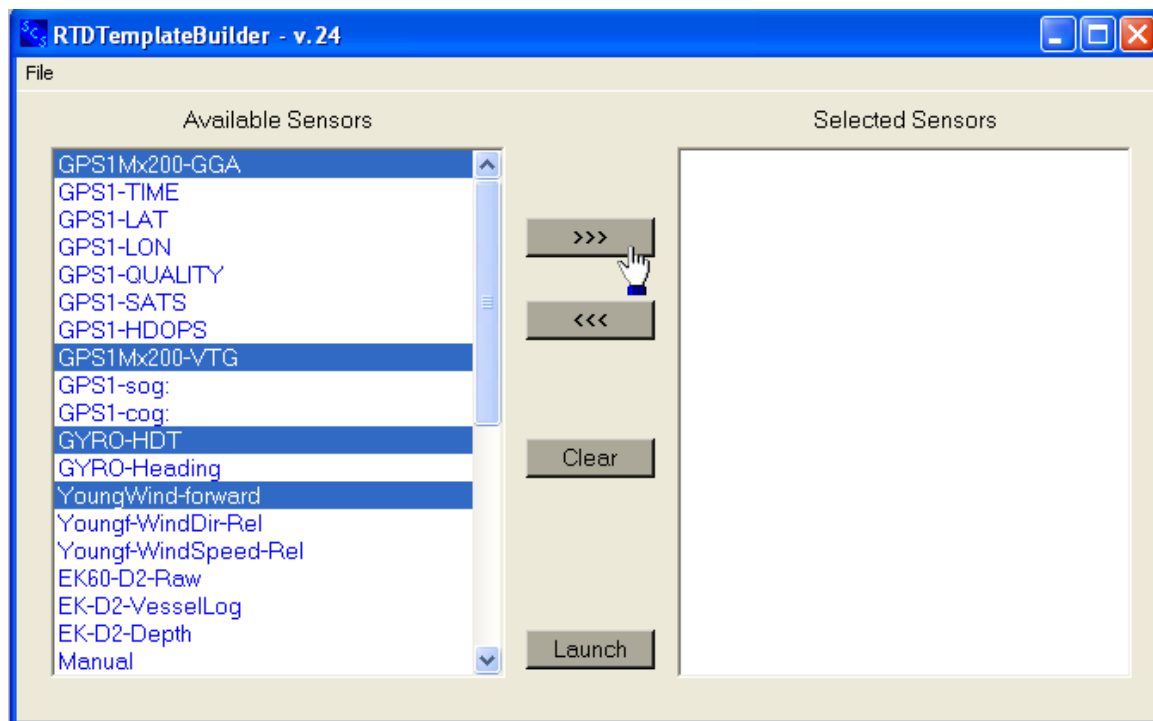 SCS RTDTemplateBuilder - v.24
File
Available Sensors
Selected Sensors
GPS1Mx200-GGA
GPS1-TIME
GPS1-LAT
GPS1-LON
GPS1-QUALITY
GPS1-SATS
GPS1-HDOPS
GPS1Mx200-VTG
GPS1-sog:
GPS1-cog:
GYRO-HDT
GYRO-Heading
YoungWind-forward
Youngf-WindDir-Rel
Youngf-WindSpeed-Rel
EK60-D2-Raw
EK-D2-VesselLog
EK-D2-Depth
Manual
>>>
<<<
Clear
Launch